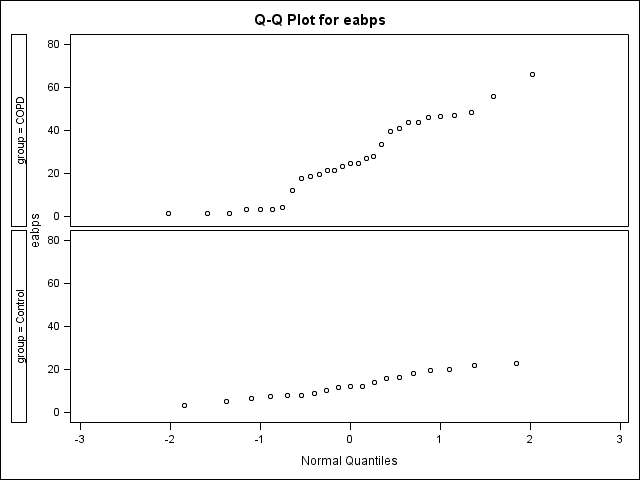 Q-Q Plot for eabps
group = COPD
80
60
40
20
0
eabps
group = Control
80
60
40
20
0
-3 -2 -1 0 1 2 3
Normal Quantiles